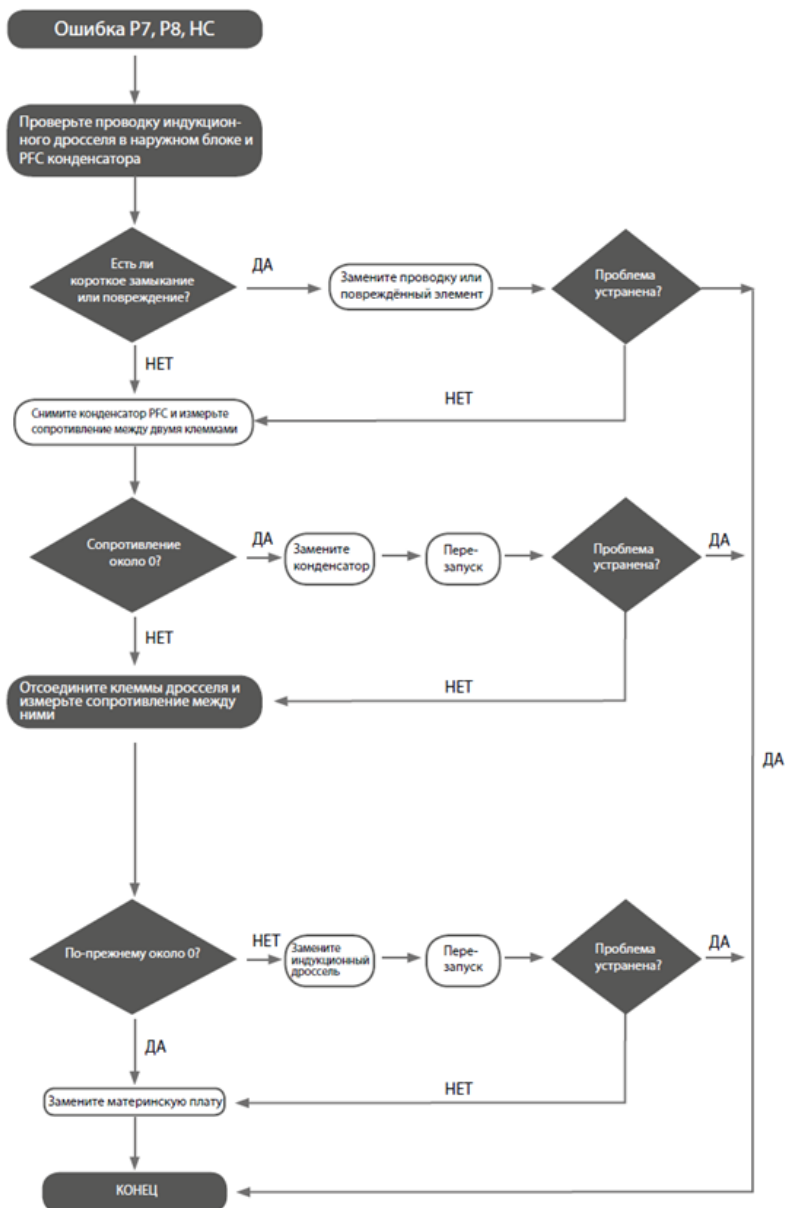 Ошибка P7, P8, HC
Проверьте проводку индукцион-
ного дросселя в наружном блоке и
PFC конденсатора
Есть ли
короткое замыкание
или повреждение?
ДА
Замените проводку или
повреждённый элемент
Проблема
устранена?
НЕТ
НЕТ
Снимите конденсатор PFC и измерьте
сопротивление между двумя клеммами
Сопротивление
около 0?
ДА
Замените
конденсатор
Пере-
запуск
Проблема
устранена?
ДА
НЕТ
НЕТ
Отсоедините клеммы дросселя и
измерьте сопротивление между
ними
ДА
По-прежнему около 0?
НЕТ
Замените
индукционный
дроссель
Пере-
запуск
Проблема
устранена?
ДА
ДА
НЕТ
Замените материнскую плату
КОНЕЦ